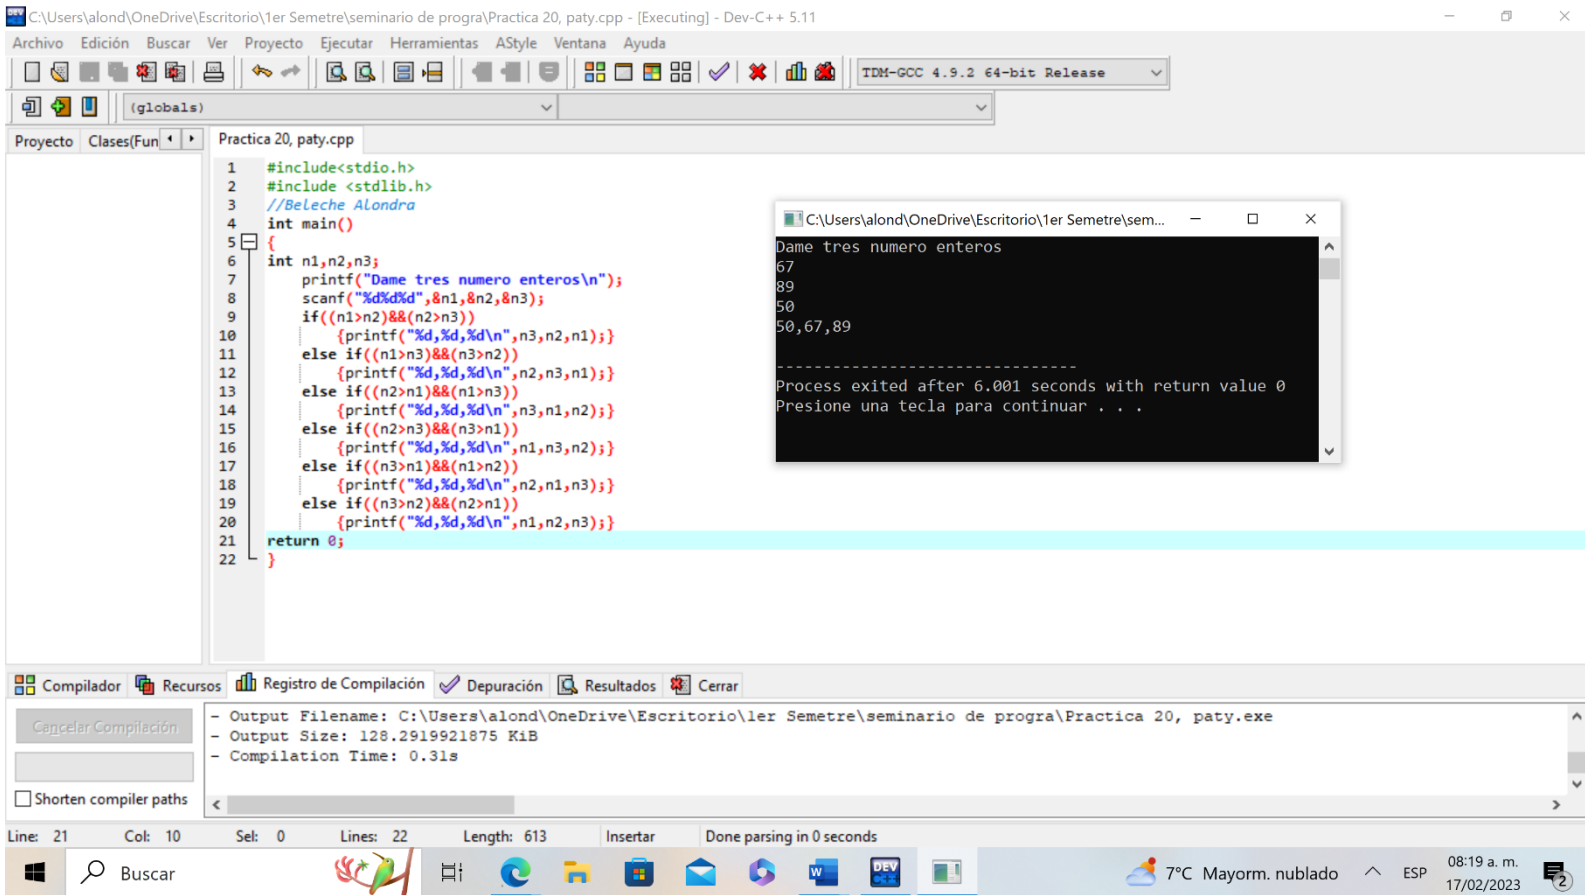 C:\Users\alond\OneDrive\Escritorio\1er Semetre\seminario de progra\Practica 20, paty.cpp - [Executing] - Dev-C++ 5.11
Archivo Edición Buscar Ver Proyecto Ejecutar Herramientas AStyle Ventana Ayuda
TDM-GCC 4.9.2 64-bit Release
(globals)
Proyecto Clases(Fun Practica 20, paty.cpp
1 #include<stdio.h>
2 #include <stdlib.h>
3 //Beleche Alondra
4 int main()
5 {
6 int n1,n2,n3;
7 printf("Dame tres numero enteros\n");
8 scanf("%d%d%d",&n1,&n2,&n3);
9 if((n1>n2)&&(n2>n3))
10 {printf("%d,%d,%d\n",n3,n2,n1);}
11 else if((n1>n3)&&(n3>n2))
12 {printf("%d,%d,%d\n",n2,n3,n1);}
13 else if((n2>n1)&&(n1>n3))
14 {printf("%d,%d,%d\n",n3,n1,n2);}
15 else if((n2>n3)&&(n3>n1))
16 {printf("%d,%d,%d\n",n1,n3,n2);}
17 else if((n3>n1)&&(n1>n2))
18 {printf("%d,%d,%d\n",n2,n1,n3);}
19 else if((n3>n2)&&(n2>n1))
20 {printf("%d,%d,%d\n",n1,n2,n3);}
21 return 0;
22 }
C:\Users\alond\OneDrive\Escritorio\1er Semetre\sem...
Dame tres numero enteros
67
89
50
50,67,89
--------------------------------
Process exited after 6.001 seconds with return value 0
Presione una tecla para continuar . . .
Compilador Recursos Registro de Compilación Depuración Resultados Cerrar
Cancelar Compilación
Shorten compiler paths
- Output Filename: C:\Users\alond\OneDrive\Escritorio\1er Semetre\seminario de progra\Practica 20, paty.exe
- Output Size: 128.2919921875 KiB
- Compilation Time: 0.31s
Line: 21 Col: 10 Sel: 0 Lines: 22 Length: 613 Insertar Done parsing in 0 seconds
Buscar
W
DEV C++
7°C Mayorm. nublado
ESP
08:19 a. m.
17/02/2023
2